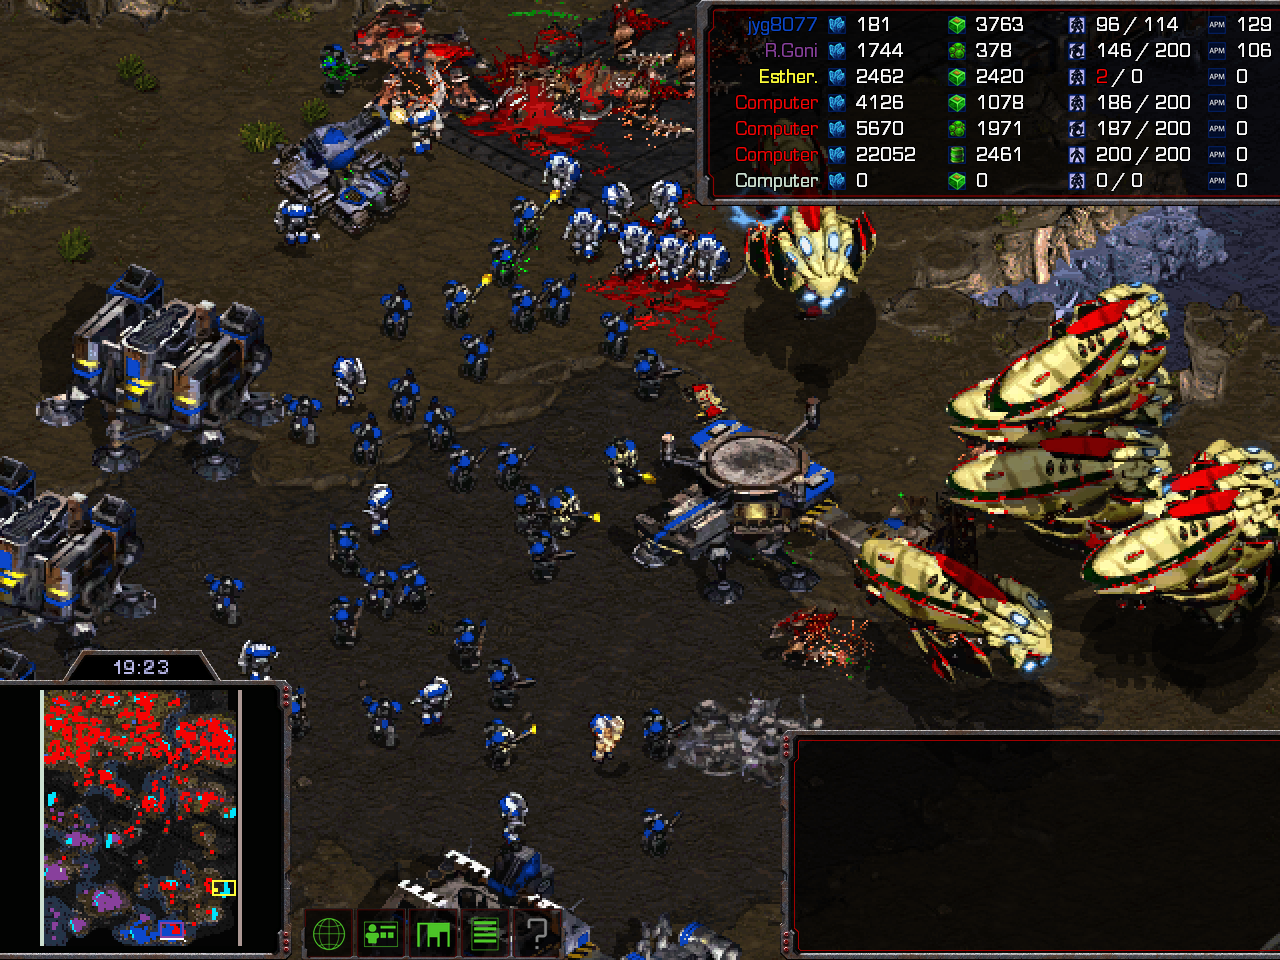 jyg8077 181 3763 96/114 APM 129
R.Goni 1744 378 146/200 APM 106
Esther. 2462 2420 2/0 APM 0
Computer 4126 1078 186/200 APM 0
Computer 5670 1971 187/200 APM 0
Computer 22052 2461 200/200 APM 0
Computer 0 0 0/0 APM 0
19:23
?